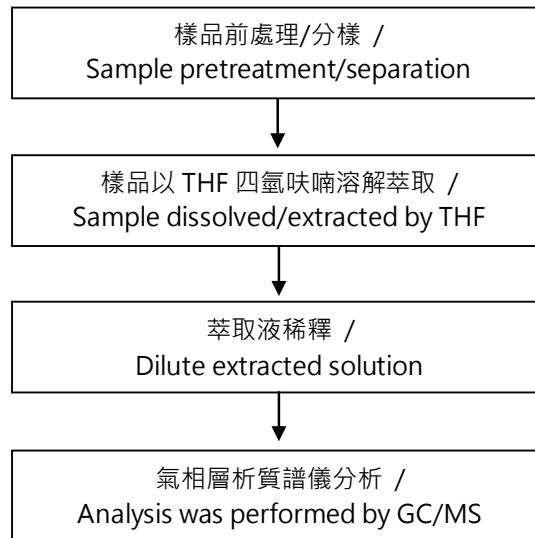 樣品前處理/分樣 /
Sample pretreatment/separation
樣品以 THF 四氫呋喃溶解萃取 /
Sample dissolved/extracted by THF
萃取液稀釋 /
Dilute extracted solution
氣相層析質譜儀分析 /
Analysis was performed by GC/MS